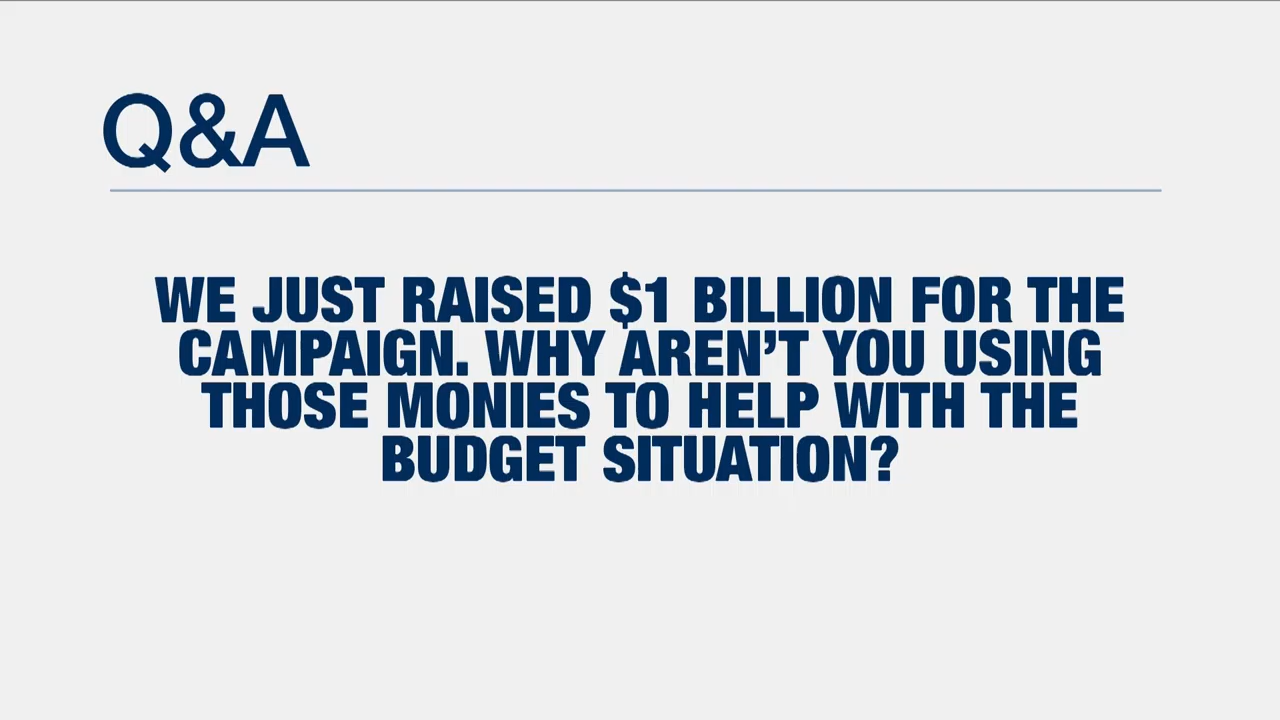 Q&A
WE JUST RAISED $1 BILLION FOR THE
CAMPAIGN. WHY AREN’T YOU USING
THOSE MONIES TO HELP WITH THE
BUDGET SITUATION?